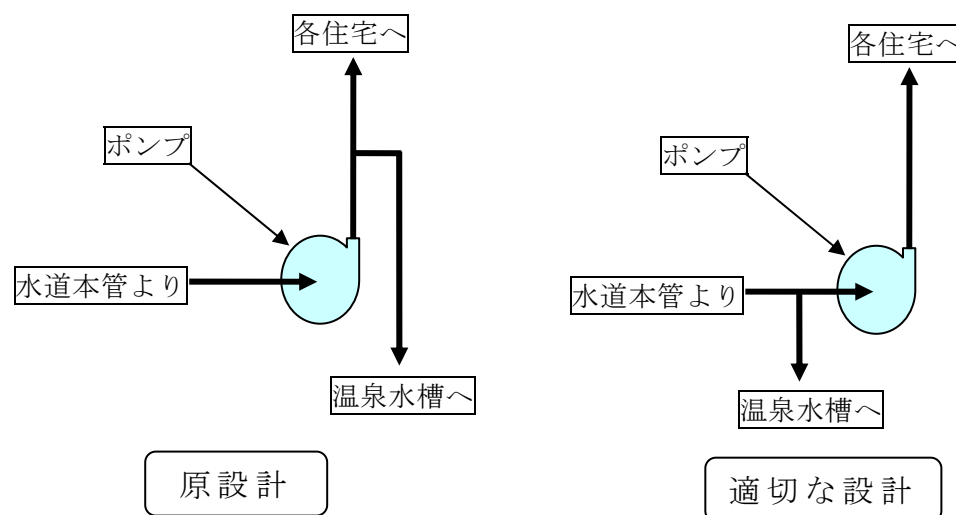 各住宅へ
ポンプ
水道本管より
温泉水槽へ
原設計
各住宅へ
ポンプ
水道本管より
温泉水槽へ
適切な設計